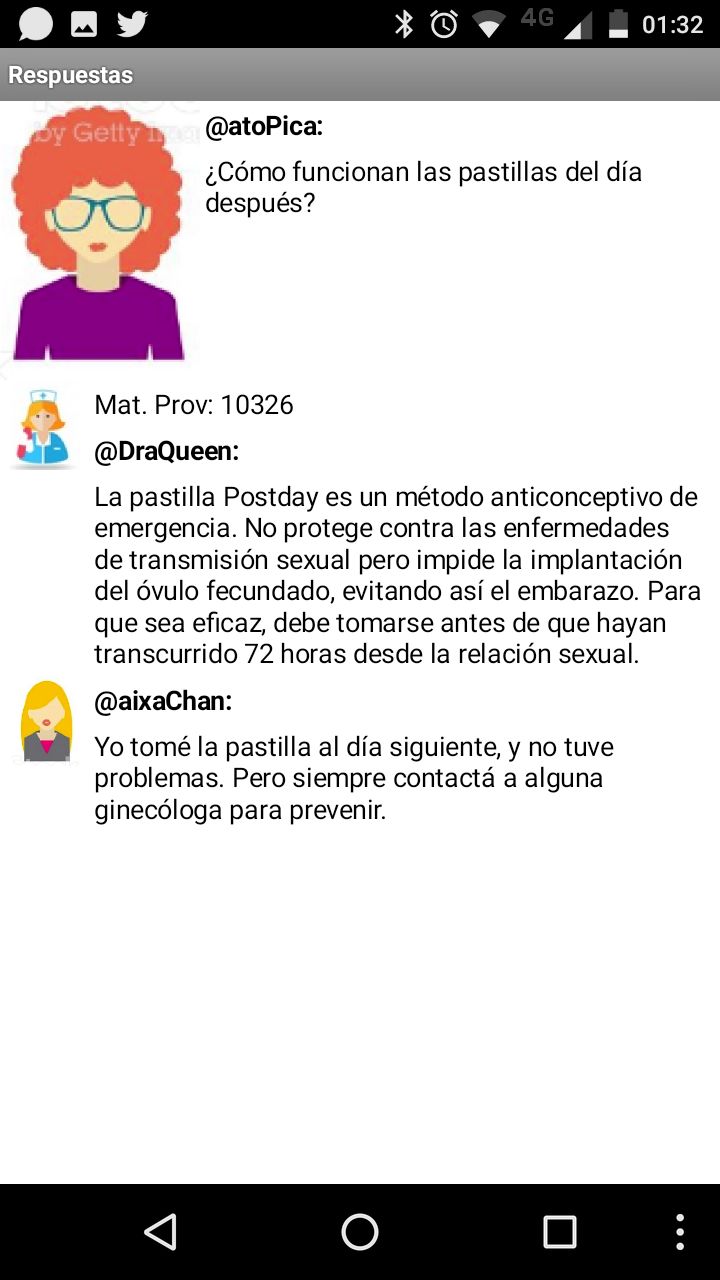 4G 01:32
Respuestas
by Getty
@atoPica:
¿Cómo funcionan las pastillas del día
después?
Mat. Prov: 10326
@DraQueen:
La pastilla Postday es un método anticonceptivo de
emergencia. No protege contra las enfermedades
de transmisión sexual pero impide la implantación
del óvulo fecundado, evitando así el embarazo. Para
que sea eficaz, debe tomarse antes de que hayan
transcurrido 72 horas desde la relación sexual.
@aixaChan:
Yo tomé la pastilla al día siguiente, y no tuve
problemas. Pero siempre contactá a alguna
ginecóloga para prevenir.